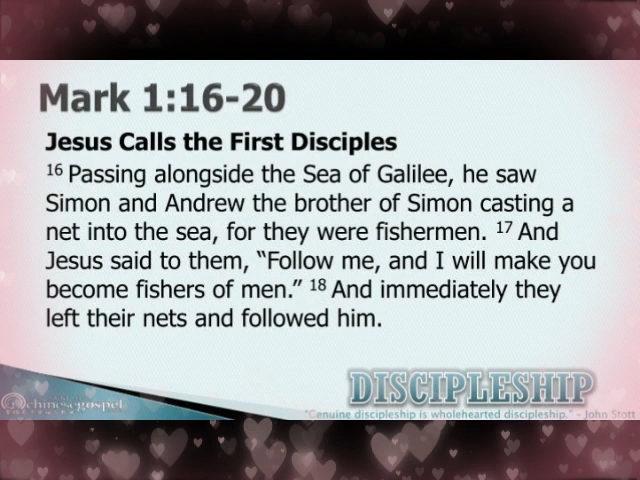 Mark 1:16-20
Jesus Calls the First Disciples
16 Passing alongside the Sea of Galilee, he saw
Simon and Andrew the brother of Simon casting a
net into the sea, for they were fishermen. 17 And
Jesus said to them, “Follow me, and I will make you
become fishers of men.” 18 And immediately they
left their nets and followed him.
DISCIPLESHIP
chinesegospel
"Genuine discipleship is wholehearted discipleship." - John Stott